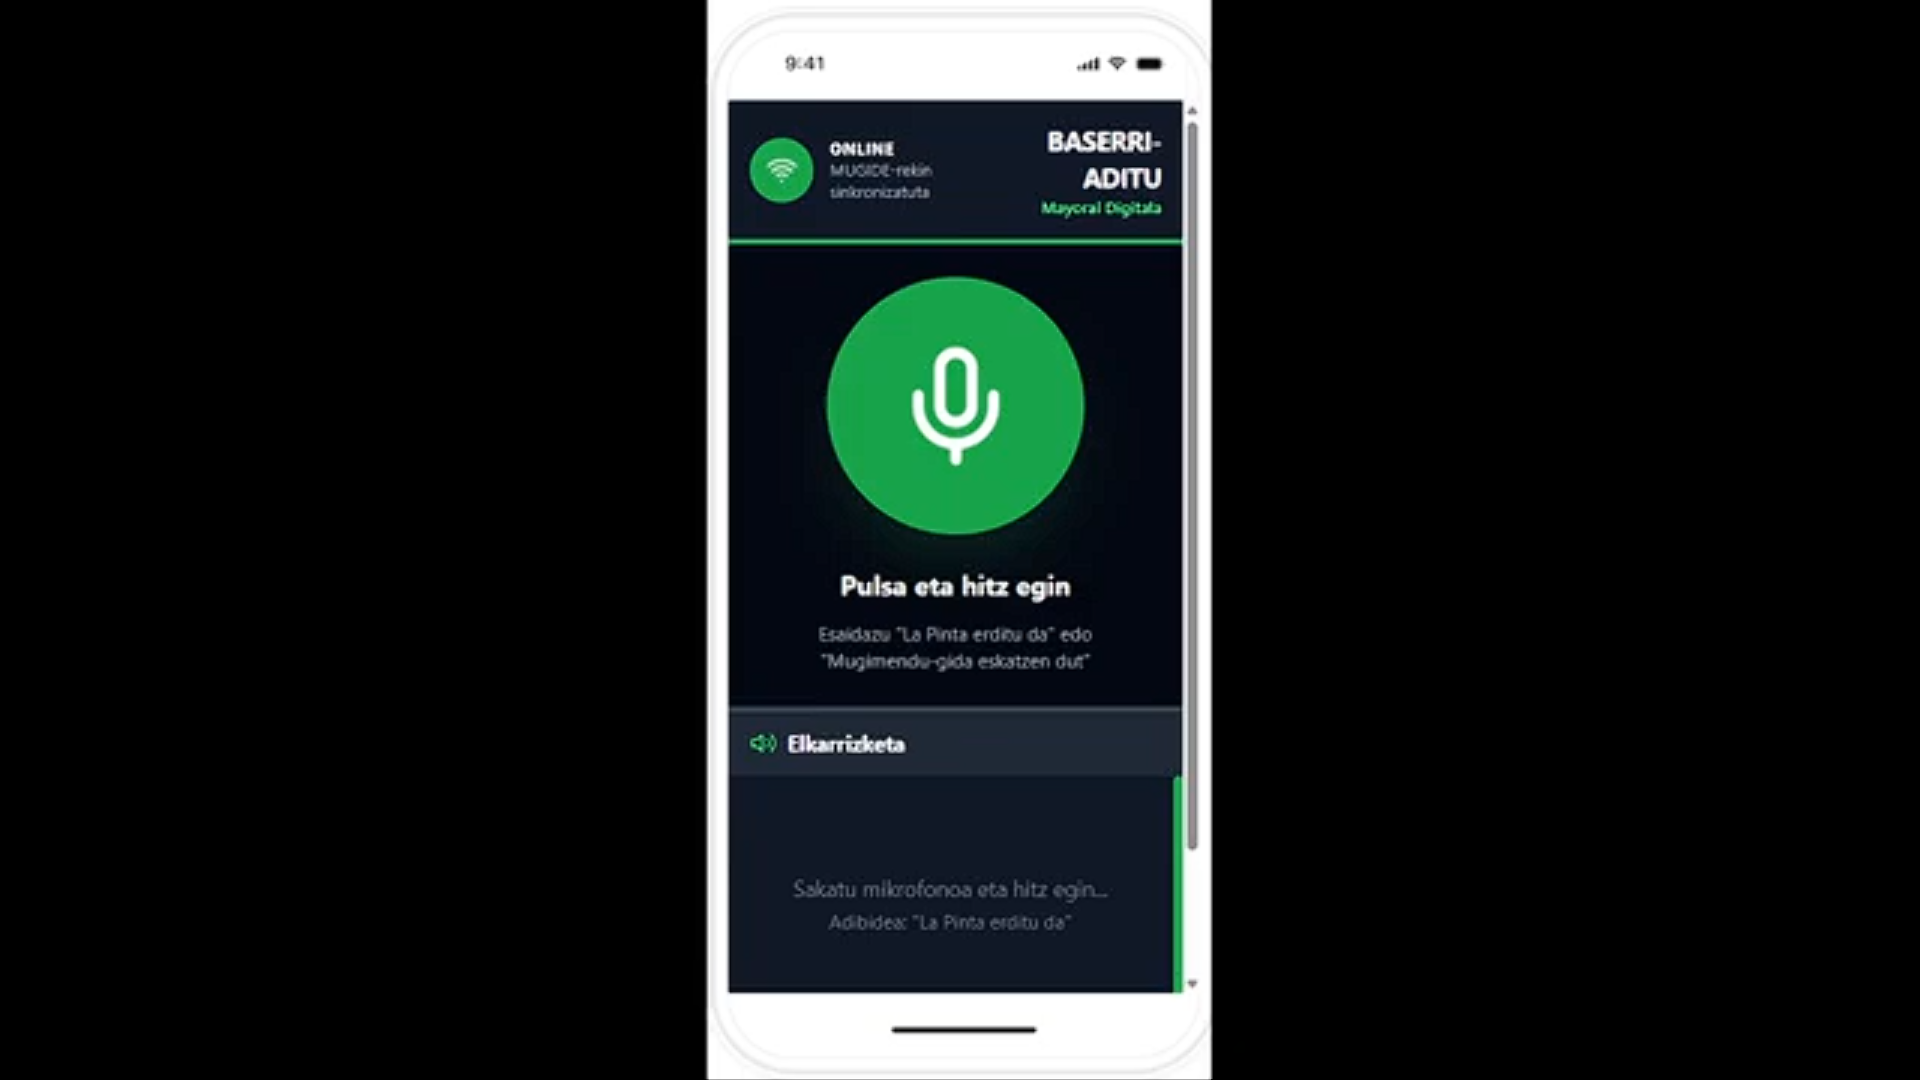 9:41
ONLINE
MUGIDE-rekin
sinkronizatuta
BASERRI-
ADITU
Mayoral Digitala
Pulsa eta hitz egin
Esaidazu "La Pinta erditu da" edo
"Mugimendu-gida eskatzen dut"
Elkarrizketa
Sakatu mikrofonoa eta hitz egin...
Adibidea: "La Pinta erditu da"